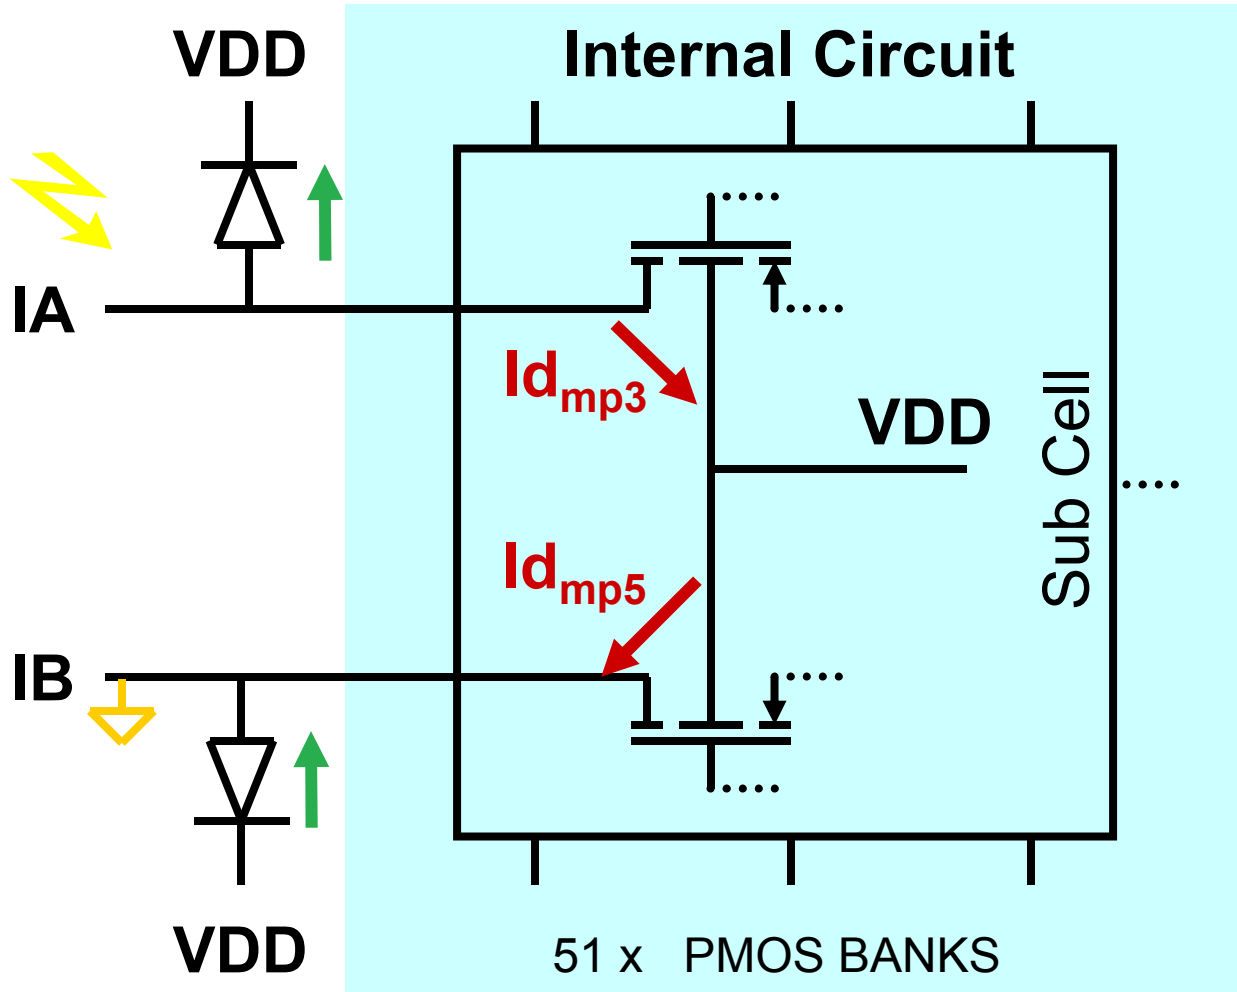 VDD
Internal Circuit
IA
Idmp3
VDD
Sub Cell
Idmp5
IB
VDD
51 x PMOS BANKS